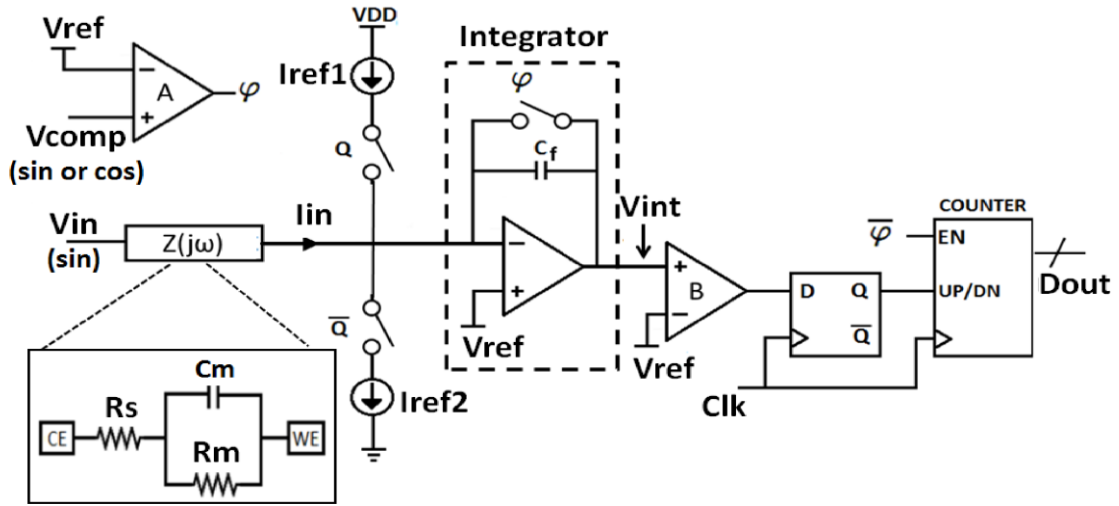 Vref
−
A
φ
+
Vcomp
(sin or cos)
VDD
Iref1
Q
Integrator
φ
Cf
Vin
(sin)
Z(jω)
Iin
−
+
Vref
Vint
+
B
−
Vref
D Q
Q̅
COUNTER
φ̅
EN
UP/DN
Dout
Clk
Q̅
Iref2
CE
Rs
Cm
Rm
WE